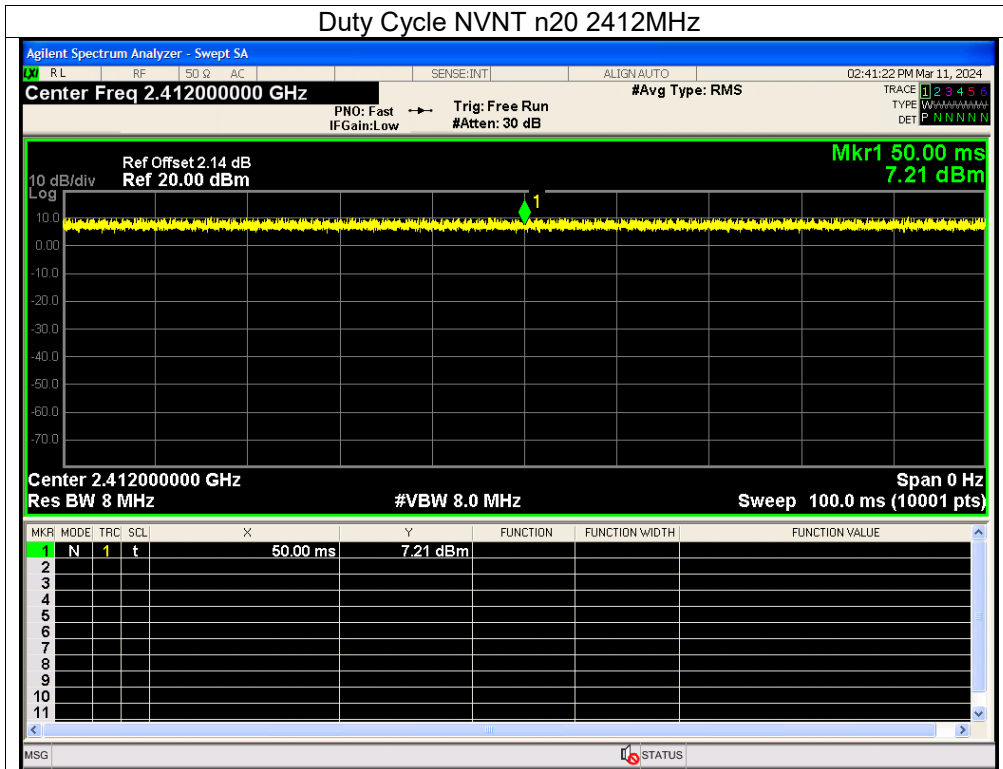 Duty Cycle NVNT n20 2412MHz
Agilent Spectrum Analyzer - Swept SA
LXI RL RF 50 Ω AC SENSE:INT ALIGN AUTO 02:41:22 PM Mar 11, 2024
Center Freq 2.412000000 GHz #Avg Type: RMS TRACE 1 2 3 4 5 6
PNO: Fast Trig: Free Run TYPE WWWWWW
IFGain:Low #Atten: 30 dB DET P N N N N N
Mkr1 50.00 ms
Ref Offset 2.14 dB
10 dB/div Ref 20.00 dBm 7.21 dBm
Log
1
10.0
0.00
-10.0
-20.0
-30.0
-40.0
-50.0
-60.0
-70.0
Center 2.412000000 GHz Span 0 Hz
Res BW 8 MHz #VBW 8.0 MHz Sweep 100.0 ms (10001 pts)
MKR MODE TRC SCL X Y FUNCTION FUNCTION WIDTH FUNCTION VALUE
1 N 1 t 50.00 ms 7.21 dBm
2
3
4
5
6
7
8
9
10
11
MSG STATUS